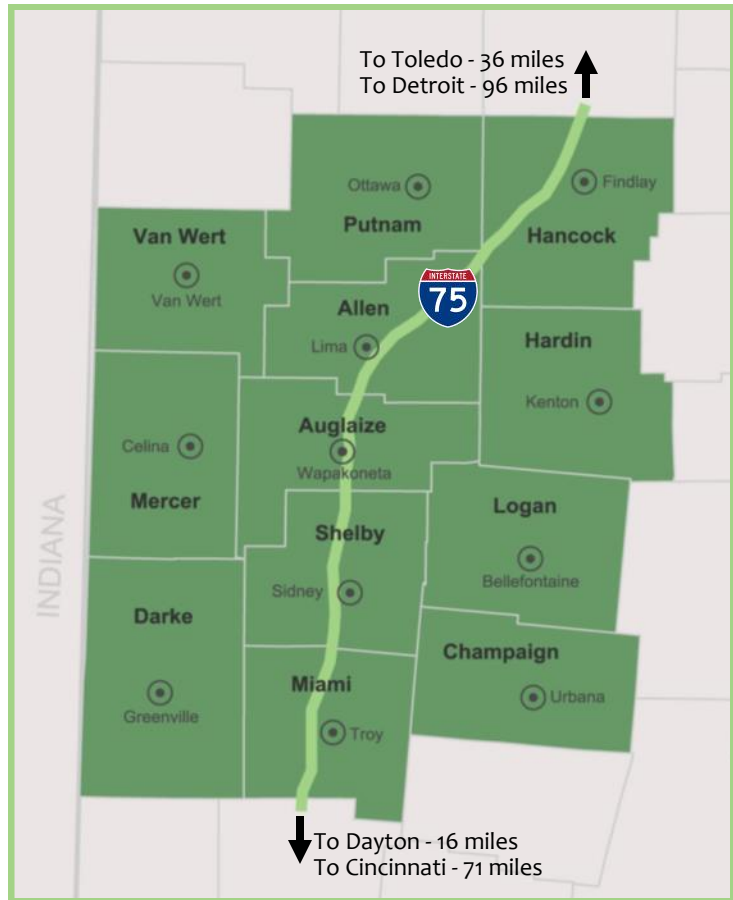 To Toledo - 36 miles
To Detroit - 96 miles
Ottawa
Findlay
Putnam
Hancock
Van Wert
Van Wert
INTERSTATE
75
Allen
Lima
Hardin
Kenton
Auglaize
Wapakoneta
Celina
Mercer
Logan
Bellefontaine
Shelby
Sidney
INDIANA
Darke
Greenville
Champaign
Urbana
Miami
Troy
To Dayton - 16 miles
To Cincinnati - 71 miles